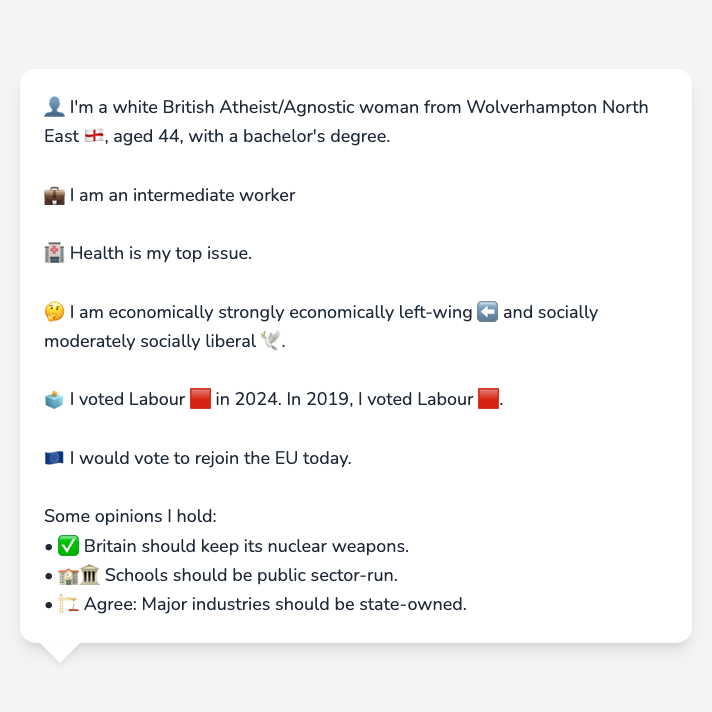 👤 I'm a white British Atheist/Agnostic woman from Wolverhampton North
East 🏴󠁧󠁢󠁥󠁮󠁧󠁿, aged 44, with a bachelor's degree.
💼 I am an intermediate worker
🏥 Health is my top issue.
🤔 I am economically strongly economically left-wing ⬅️ and socially
moderately socially liberal 🕊️.
🗳️ I voted Labour 🟥 in 2024. In 2019, I voted Labour 🟥.
🇪🇺 I would vote to rejoin the EU today.
Some opinions I hold:
• ✅ Britain should keep its nuclear weapons.
• 🏫🏛️ Schools should be public sector-run.
• 🏗️ Agree: Major industries should be state-owned.